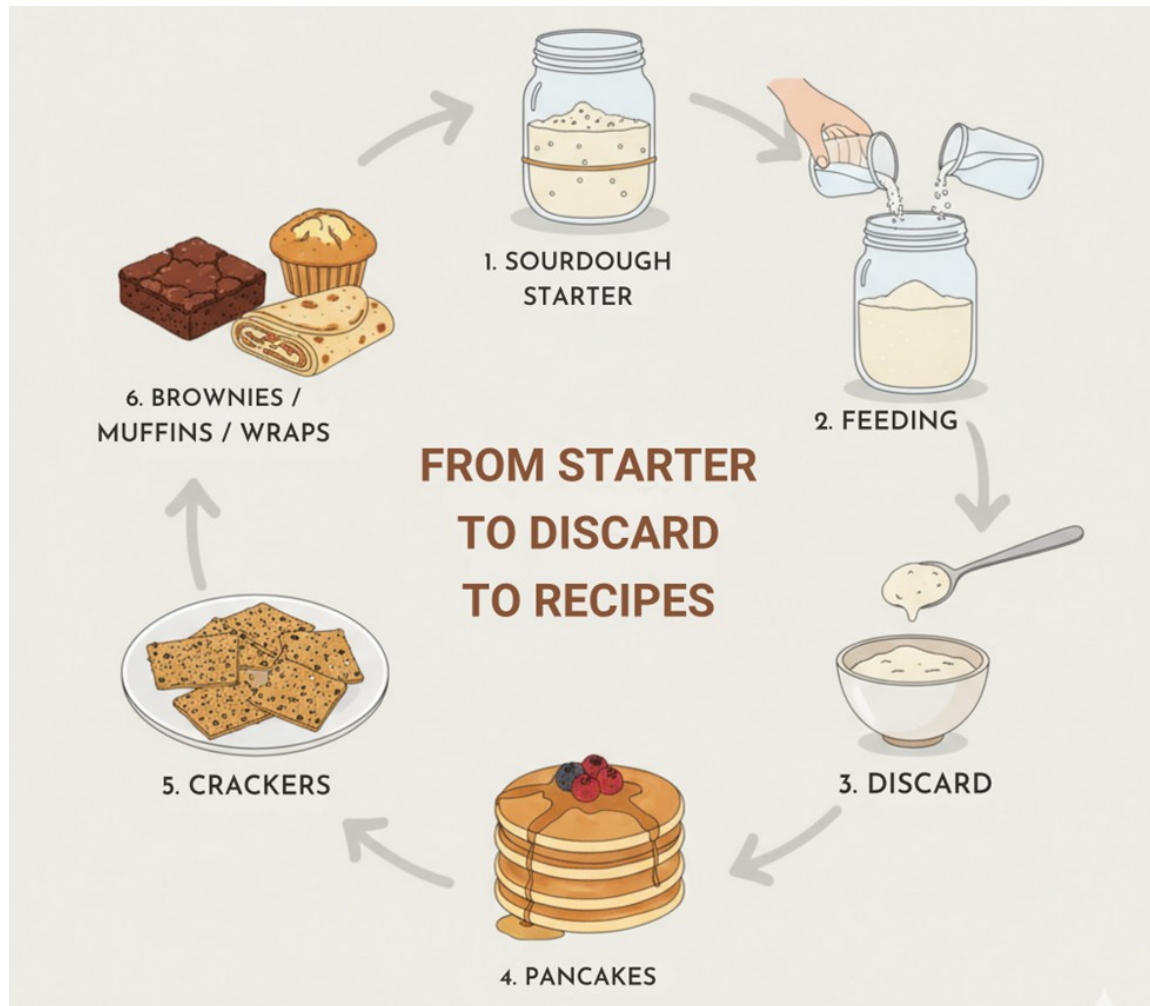 1. SOURDOUGH
STARTER
2. FEEDING
3. DISCARD
4. PANCAKES
5. CRACKERS
6. BROWNIES /
MUFFINS / WRAPS
FROM STARTER
TO DISCARD
TO RECIPES